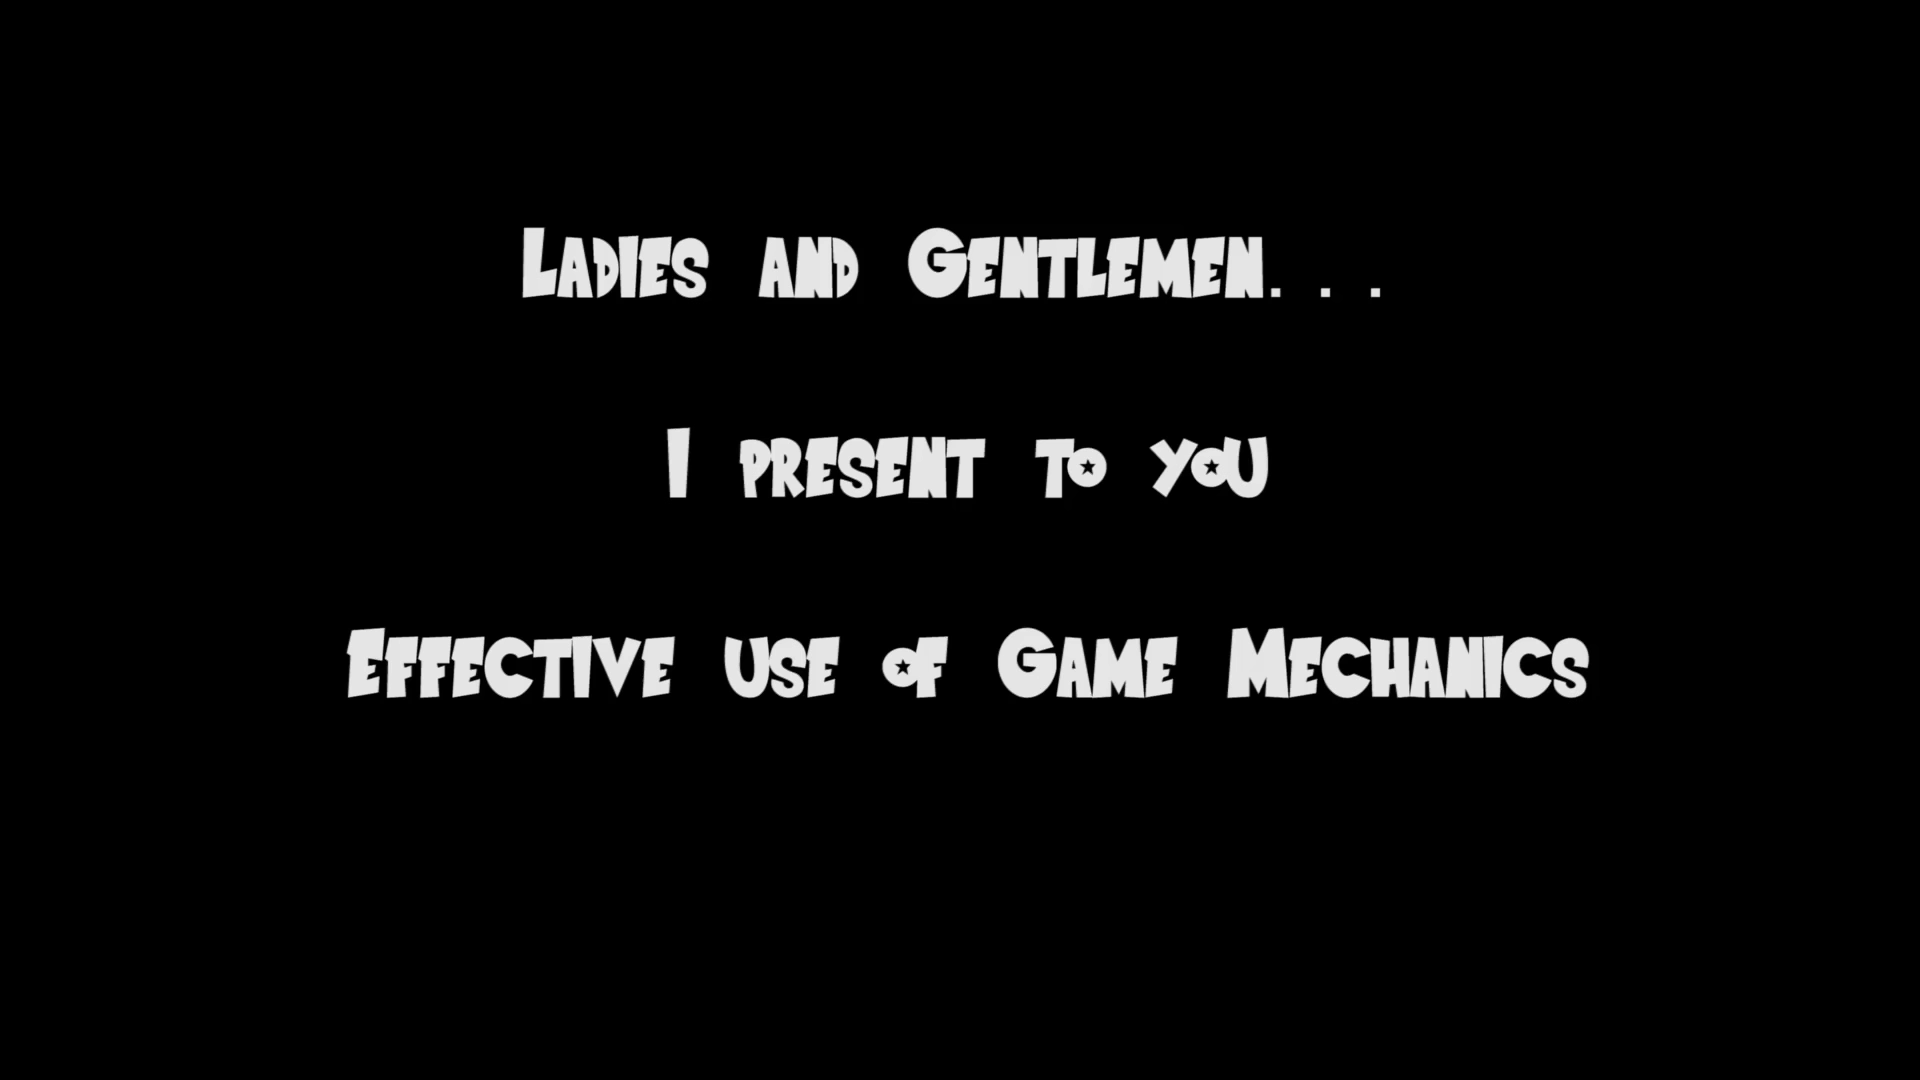 Ladies and Gentlemen. . .
I present to you
Effective use of Game Mechanics